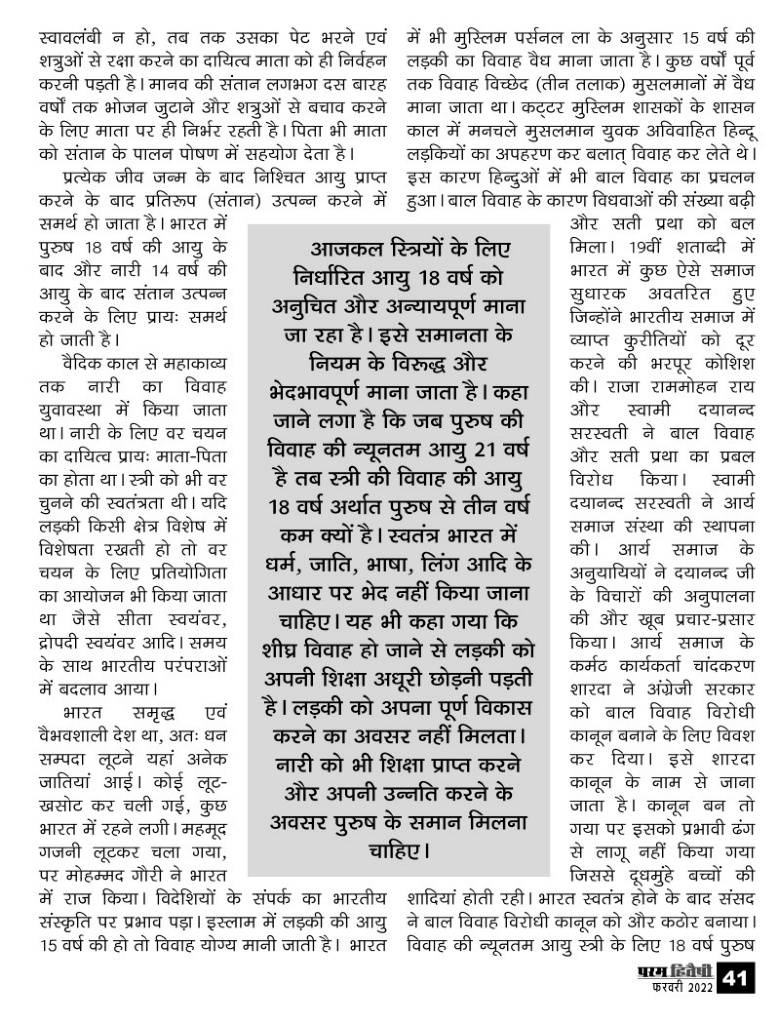 स्वावलंबी न हो, तब तक उसका पेट भरने एवं
शत्रुओं से रक्षा करने का दायित्व माता को ही निर्वहन
करनी पड़ती है। मानव की संतान लगभग दस बारह
वर्षों तक भोजन जुटाने और शत्रुओं से बचाव करने
के लिए माता पर ही निर्भर रहती है। पिता भी माता
को संतान के पालन पोषण में सहयोग देता है।
प्रत्येक जीव जन्म के बाद निश्चित आयु प्राप्त
करने के बाद प्रतिरूप (संतान) उत्पन्न करने में
समर्थ हो जाता है। भारत में
पुरुष 18 वर्ष की आयु के
बाद और नारी 14 वर्ष की
आयु के बाद संतान उत्पन्न
करने के लिए प्रायः समर्थ
हो जाती है।
वैदिक काल से महाकाव्य
तक नारी का विवाह
युवावस्था में किया जाता
था। नारी के लिए वर चयन
का दायित्व प्रायः माता-पिता
का होता था। स्त्री को भी वर
चुनने की स्वतंत्रता थी। यदि
लड़की किसी क्षेत्र विशेष में
विशेषता रखती हो तो वर
चयन के लिए प्रतियोगिता
का आयोजन भी किया जाता
था जैसे सीता स्वयंवर,
द्रोपदी स्वयंवर आदि। समय
के साथ भारतीय परंपराओं
में बदलाव आया।
भारत समृद्ध एवं
वैभवशाली देश था, अतः धन
सम्पदा लूटने यहां अनेक
जातियां आई। कोई लूट-
खसोट कर चली गई, कुछ
भारत में रहने लगी। महमूद
गजनी लूटकर चला गया,
पर मोहम्मद गौरी ने भारत
में राज किया। विदेशियों के संपर्क का भारतीय
संस्कृति पर प्रभाव पड़ा। इस्लाम में लड़की की आयु
15 वर्ष की हो तो विवाह योग्य मानी जाती है। भारत
आजकल स्त्रियों के लिए
निर्धारित आयु 18 वर्ष को
अनुचित और अन्यायपूर्ण माना
जा रहा है। इसे समानता के
नियम के विरूद्ध और
भेदभावपूर्ण माना जाता है। कहा
जाने लगा है कि जब पुरुष की
विवाह की न्यूनतम आयु 21 वर्ष
है तब स्त्री की विवाह की आयु
18 वर्ष अर्थात पुरुष से तीन वर्ष
कम क्यों है। स्वतंत्र भारत में
धर्म, जाति, भाषा, लिंग आदि के
आधार पर भेद नहीं किया जाना
चाहिए। यह भी कहा गया कि
शीघ्र विवाह हो जाने से लड़की को
अपनी शिक्षा अधूरी छोड़नी पड़ती
है। लड़की को अपना पूर्ण विकास
करने का अवसर नहीं मिलता।
नारी को भी शिक्षा प्राप्त करने
और अपनी उन्नति करने के
अवसर पुरुष के समान मिलना
चाहिए।
में भी मुस्लिम पर्सनल ला के अनुसार 15 वर्ष की
लड़की का विवाह वैध माना जाता है। कुछ वर्षों पूर्व
तक विवाह विच्छेद (तीन तलाक) मुसलमानों में वैध
माना जाता था। कट्टर मुस्लिम शासकों के शासन
काल में मनचले मुसलमान युवक अविवाहित हिन्दू
लड़कियों का अपहरण कर बलात् विवाह कर लेते थे।
इस कारण हिन्दुओं में भी बाल विवाह का प्रचलन
हुआ। बाल विवाह के कारण विधवाओं की संख्या बढ़ी
और सती प्रथा को बल
मिला। 19वीं शताब्दी में
भारत में कुछ ऐसे समाज
सुधारक अवतरित हुए
जिन्होंने भारतीय समाज में
व्याप्त कुरीतियों को दूर
करने की भरपूर कोशिश
की। राजा राममोहन राय
और स्वामी दयानन्द
सरस्वती ने बाल विवाह
और सती प्रथा का प्रबल
विरोध किया। स्वामी
दयानन्द सरस्वती ने आर्य
समाज संस्था की स्थापना
की। आर्य समाज के
अनुयायियों ने दयानन्द जी
के विचारों की अनुपालना
की और खूब प्रचार-प्रसार
किया। आर्य समाज के
कर्मठ कार्यकर्ता चांदकरण
शारदा ने अंग्रेजी सरकार
को बाल विवाह विरोधी
कानून बनाने के लिए विवश
कर दिया। इसे शारदा
कानून के नाम से जाना
जाता है। कानून बन तो
गया पर इसको प्रभावी ढंग
से लागू नहीं किया गया
जिससे दूधमुंहे बच्चों की
शादियां होती रही। भारत स्वतंत्र होने के बाद संसद
ने बाल विवाह विरोधी कानून को और कठोर बनाया।
विवाह की न्यूनतम आयु स्त्री के लिए 18 वर्ष पुरुष
परम हितैषी 41
फरवरी 2022